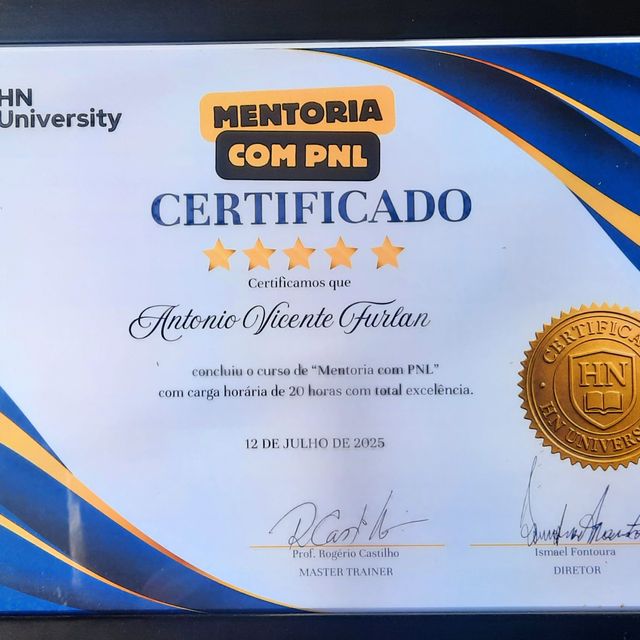 HN
University
MENTORIA
COM PNL
CERTIFICADO
Certificamos que
Antonio Vicente Furlan
concluiu o curso de “Mentoria com PNL”
com carga horária de 20 horas com total excelência.
12 DE JULHO DE 2025
CERTIFICA
HN
HN UNIVERS
Prof. Rogério Castilho
MASTER TRAINER
Ismael Fontoura
DIRETOR